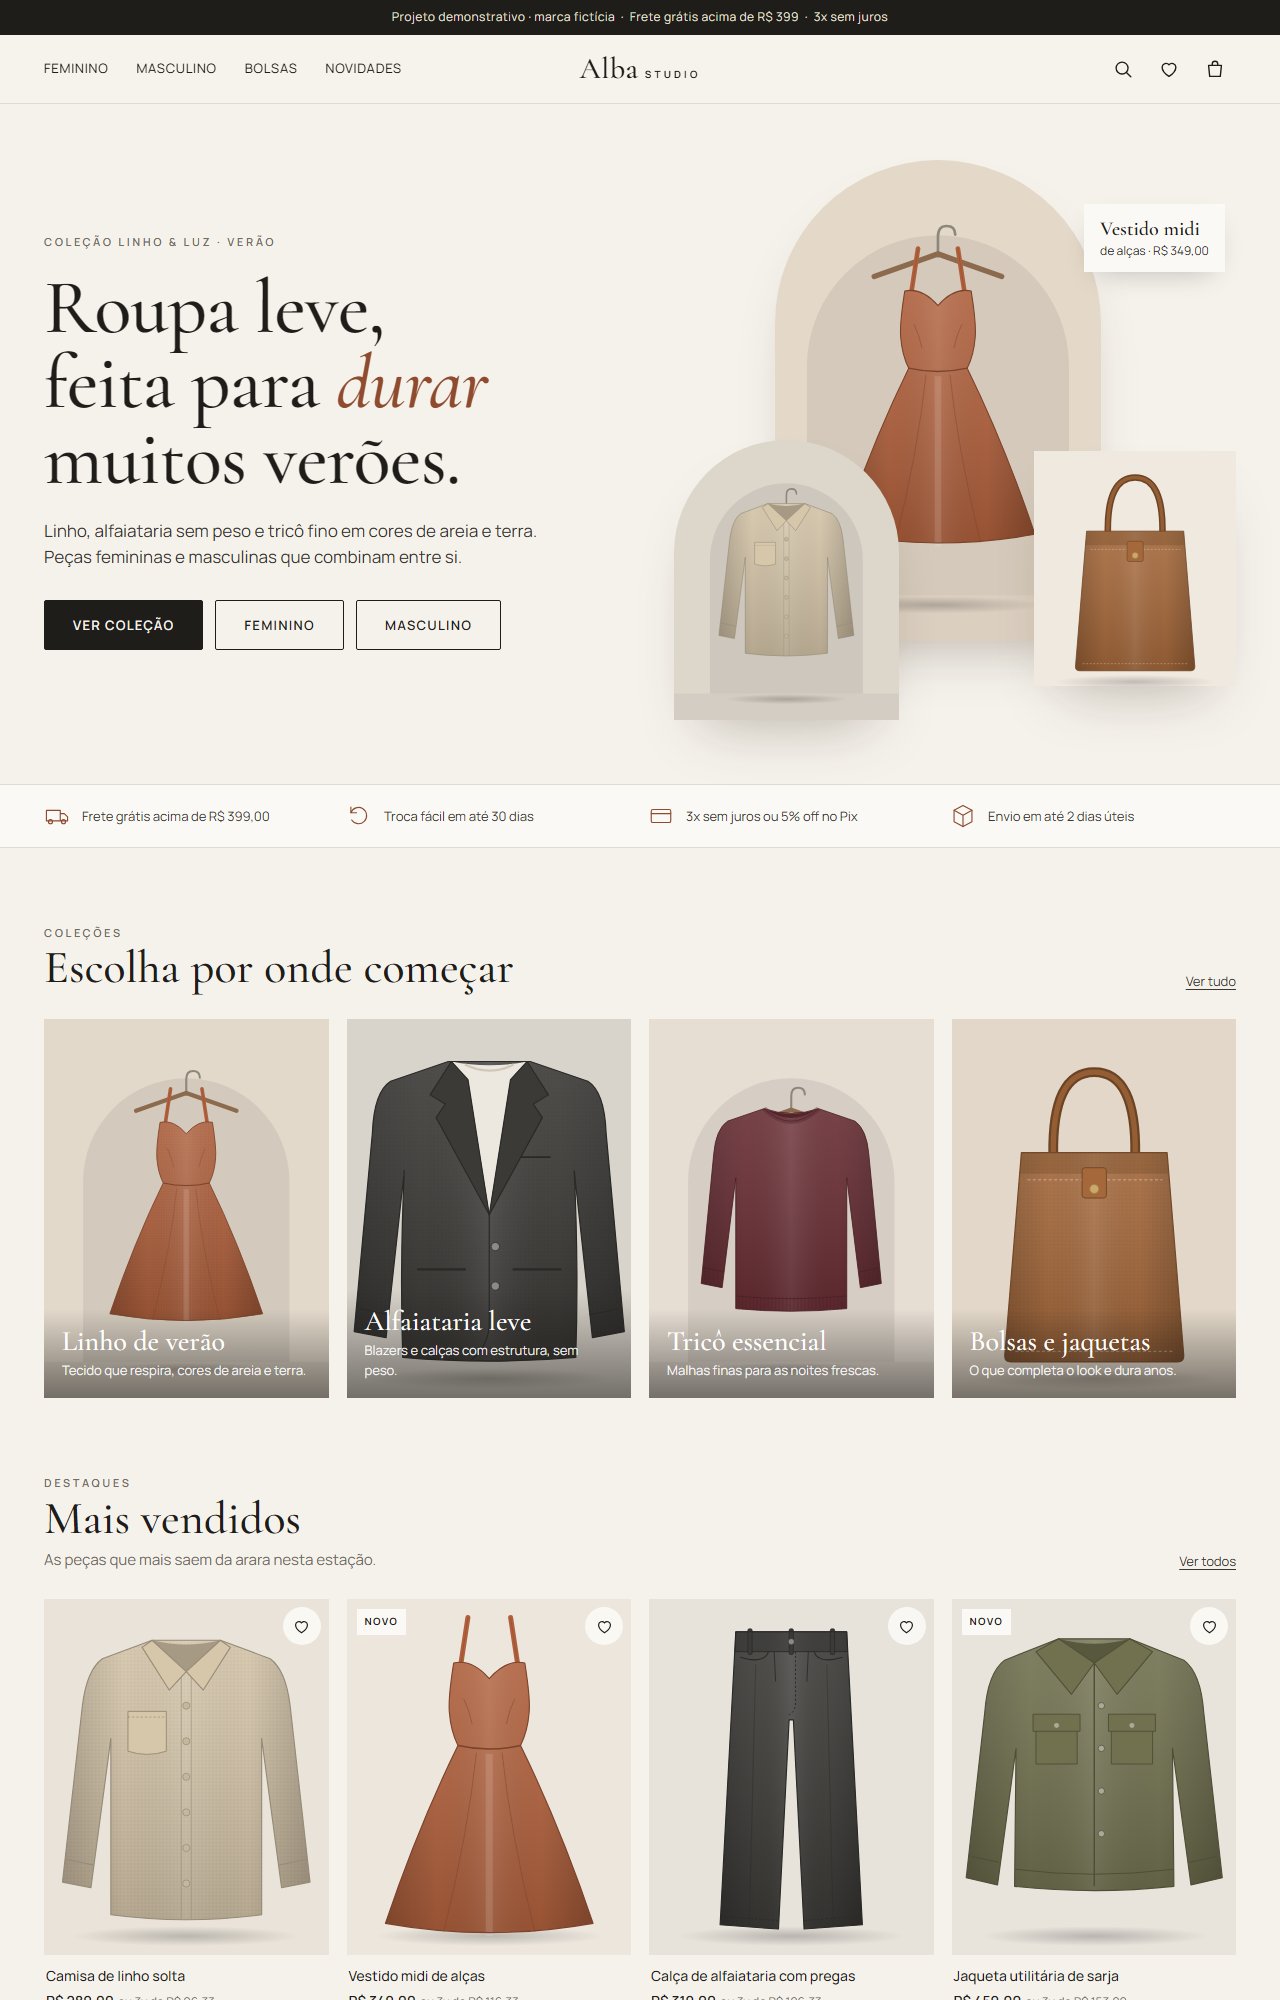 Projeto demonstrativo · marca fictícia · Frete grátis acima de R$ 399 · 3x sem juros
FEMININO MASCULINO BOLSAS NOVIDADES
Alba STUDIO
COLEÇÃO LINHO & LUZ · VERÃO
Roupa leve,
feita para durar
muitos verões.
Linho, alfaiataria sem peso e tricô fino em cores de areia e terra.
Peças femininas e masculinas que combinam entre si.
VER COLEÇÃO FEMININO MASCULINO
Vestido midi
de alças · R$ 349,00
Frete grátis acima de R$ 399,00
Troca fácil em até 30 dias
3x sem juros ou 5% off no Pix
Envio em até 2 dias úteis
COLEÇÕES
Escolha por onde começar
Ver tudo
Linho de verão
Tecido que respira, cores de areia e terra.
Alfaiataria leve
Blazers e calças com estrutura, sem
peso.
Tricô essencial
Malhas finas para as noites frescas.
Bolsas e jaquetas
O que completa o look e dura anos.
DESTAQUES
Mais vendidos
As peças que mais saem da arara nesta estação.
Ver todos
NOVO
NOVO
Camisa de linho solta
Vestido midi de alças
Calça de alfaiataria com pregas
Jaqueta utilitária de sarja